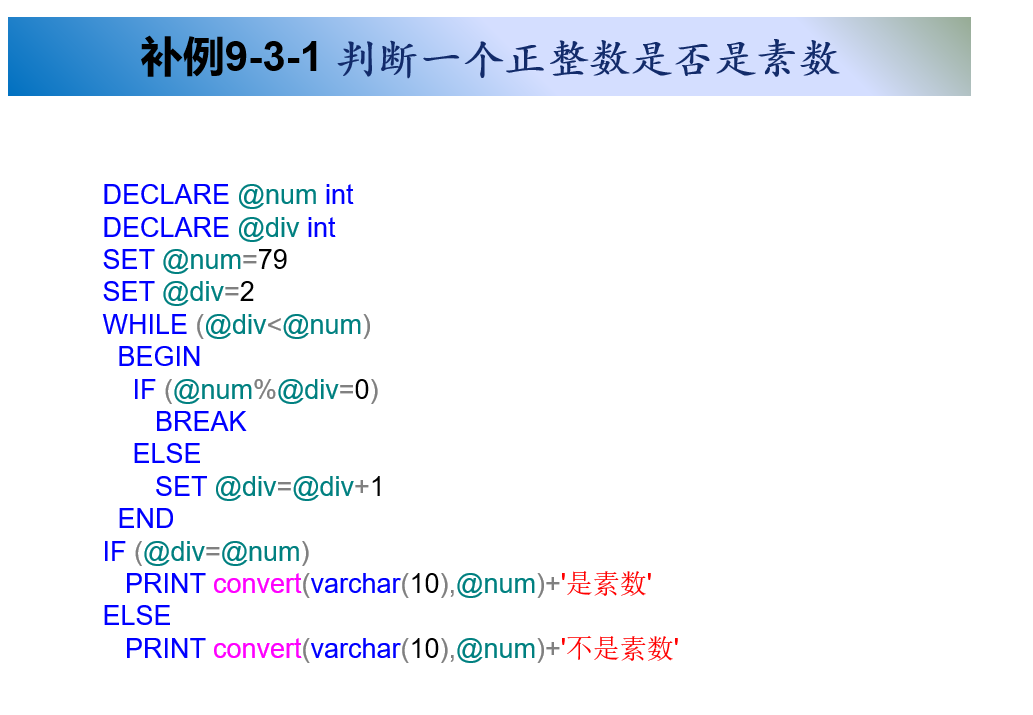 补例9-3-1 判断一个正整数是否是素数
DECLARE @num int
DECLARE @div int
SET @num=79
SET @div=2
WHILE (@div<@num)
BEGIN
IF (@num%@div=0)
BREAK
ELSE
SET @div=@div+1
END
IF (@div=@num)
PRINT convert(varchar(10),@num)+'是素数'
ELSE
PRINT convert(varchar(10),@num)+'不是素数'